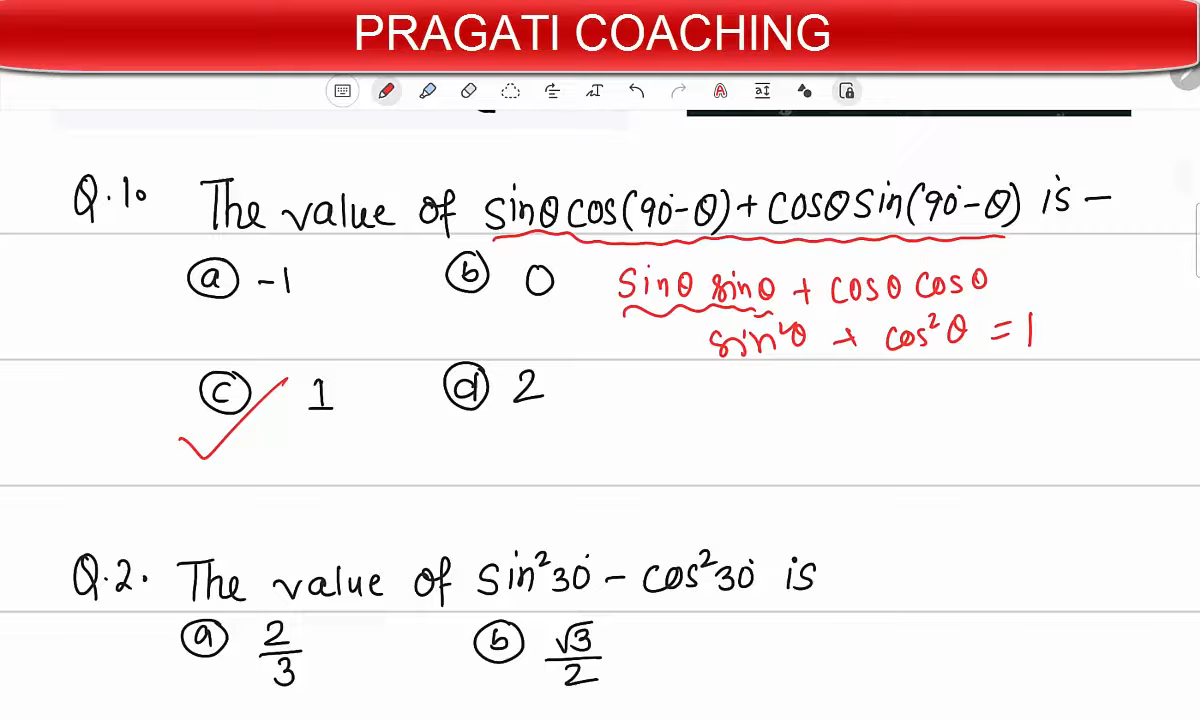 PRAGATI COACHING
Q.1. The value of sinθ cos(90°-θ)+cosθ sin(90°-θ) is -
(a) -1 (b) 0 sinθ sinθ + cosθ cosθ
sin²θ + cos²θ = 1
(c) 1 (d) 2
Q.2. The value of sin²30° - cos²30° is
(a) 2/3 (b) √3/2